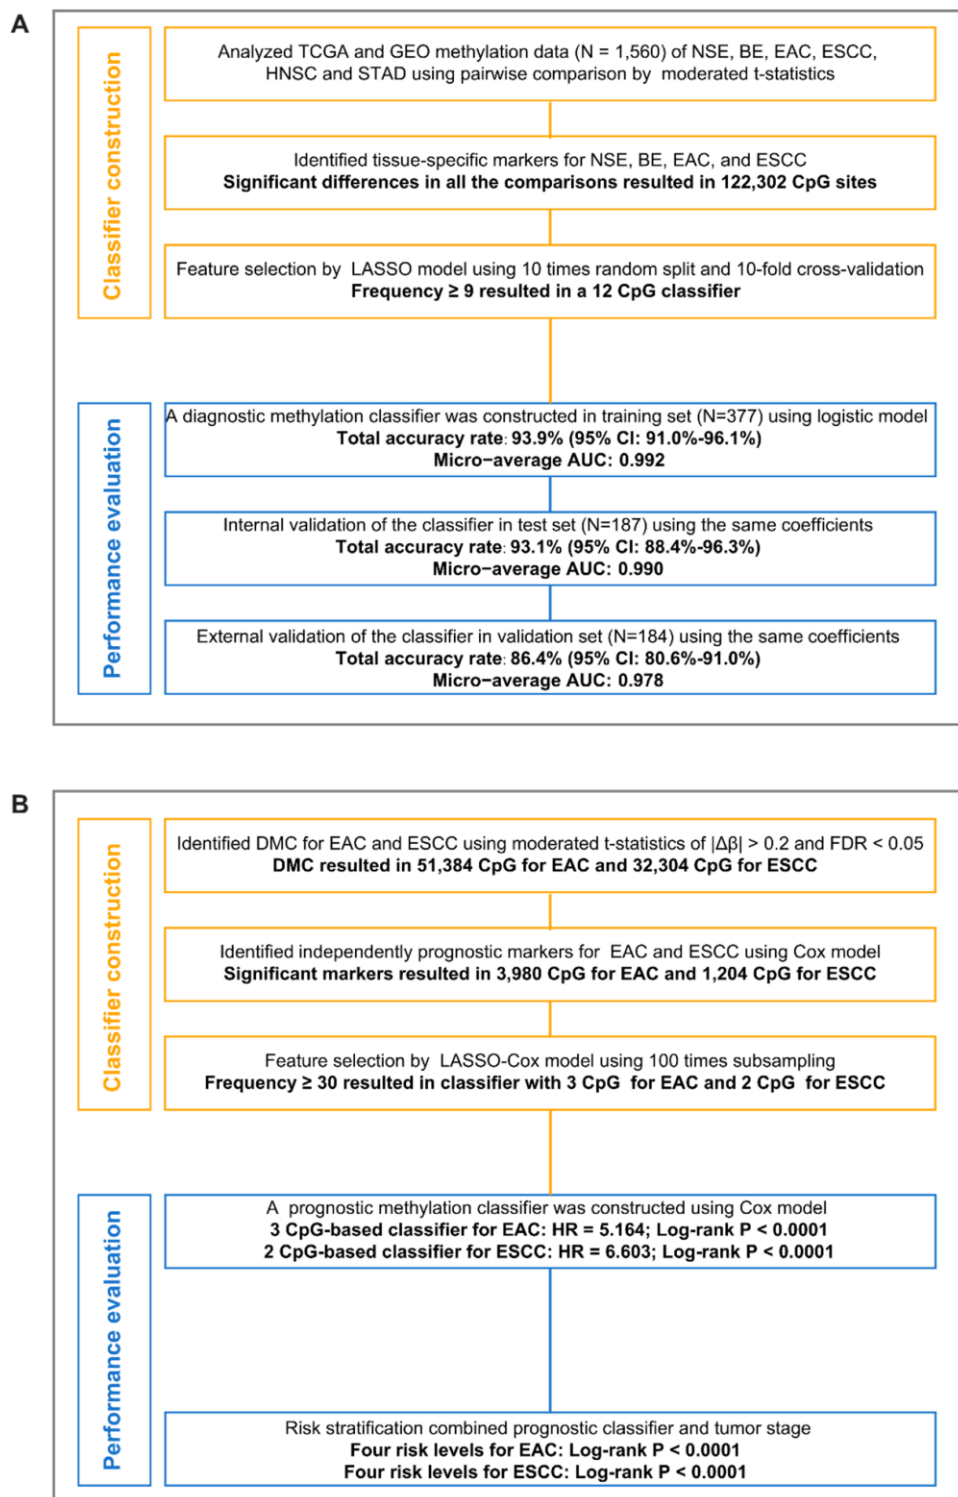 A
Classifier construction
Analyzed TCGA and GEO methylation data (N = 1,560) of NSE, BE, EAC, ESCC,
HNSC and STAD using pairwise comparison by moderated t-statistics
Identified tissue-specific markers for NSE, BE, EAC, and ESCC
Significant differences in all the comparisons resulted in 122,302 CpG sites
Feature selection by LASSO model using 10 times random split and 10-fold cross-validation
Frequency ≥ 9 resulted in a 12 CpG classifier
Performance evaluation
A diagnostic methylation classifier was constructed in training set (N=377) using logistic model
Total accuracy rate: 93.9% (95% CI: 91.0%-96.1%)
Micro−average AUC: 0.992
Internal validation of the classifier in test set (N=187) using the same coefficients
Total accuracy rate: 93.1% (95% CI: 88.4%-96.3%)
Micro−average AUC: 0.990
External validation of the classifier in validation set (N=184) using the same coefficients
Total accuracy rate: 86.4% (95% CI: 80.6%-91.0%)
Micro−average AUC: 0.978
B
Classifier construction
Identified DMC for EAC and ESCC using moderated t-statistics of |Δβ| > 0.2 and FDR < 0.05
DMC resulted in 51,384 CpG for EAC and 32,304 CpG for ESCC
Identified independently prognostic markers for EAC and ESCC using Cox model
Significant markers resulted in 3,980 CpG for EAC and 1,204 CpG for ESCC
Feature selection by LASSO-Cox model using 100 times subsampling
Frequency ≥ 30 resulted in classifier with 3 CpG for EAC and 2 CpG for ESCC
Performance evaluation
A prognostic methylation classifier was constructed using Cox model
3 CpG-based classifier for EAC: HR = 5.164; Log-rank P < 0.0001
2 CpG-based classifier for ESCC: HR = 6.603; Log-rank P < 0.0001
Risk stratification combined prognostic classifier and tumor stage
Four risk levels for EAC: Log-rank P < 0.0001
Four risk levels for ESCC: Log-rank P < 0.0001